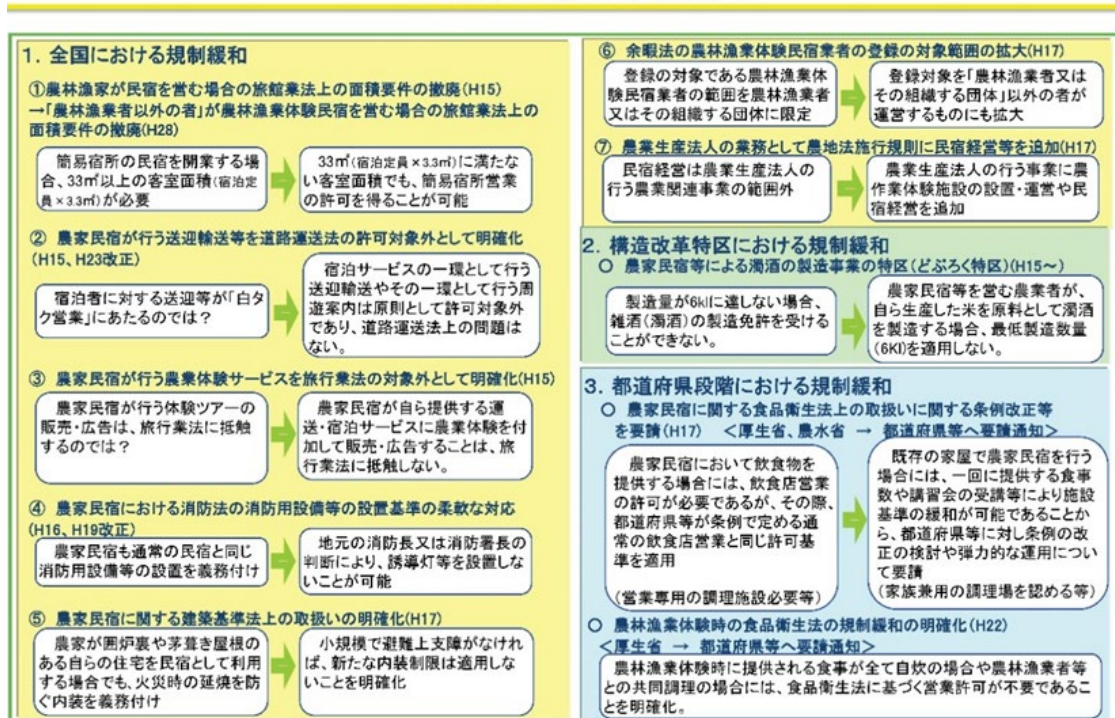 1. 全国における規制緩和
①農林漁家が民宿を営む場合の旅館業法上の面積要件の撤廃(H15)
→「農林漁業者以外の者」が農林漁業体験民宿を営む場合の旅館業法上の
面積要件の撤廃(H28)
簡易宿所の民宿を開業する場
合、33㎡以上の客室面積(宿泊定
員×3.3㎡)が必要
33㎡(宿泊定員×3.3㎡)に満たな
い客室面積でも、簡易宿所営業
の許可を得ることが可能
② 農家民宿が行う送迎輸送等を道路運送法の許可対象外として明確化
(H15、H23改正)
宿泊者に対する送迎等が「白タ
ク営業」にあたるのでは？
宿泊サービスの一環として行う
送迎輸送やその一環として行う周
遊案内は原則として許可対象外
であり、道路運送法上の問題は
ない。
③ 農家民宿が行う農業体験サービスを旅行業法の対象外として明確化(H15)
農家民宿が行う体験ツアーの
販売・広告は、旅行業法に抵触
するのでは？
農家民宿が自ら提供する運
送・宿泊サービスに農業体験を付
加して販売・広告することは、旅
行業法に抵触しない。
④ 農家民宿における消防法の消防用設備等の設置基準の柔軟な対応
(H16、H19改正)
農家民宿も通常の民宿と同じ
消防用設備等の設置を義務付け
地元の消防長又は消防署長の
判断により、誘導灯等を設置しな
いことが可能
⑤ 農家民宿に関する建築基準法上の取扱いの明確化(H17)
農家が囲炉裏や茅葺き屋根の
ある自らの住宅を民宿として利用
する場合でも、火災時の延焼を防
ぐ内装を義務付け
小規模で避難上支障がなけれ
ば、新たな内装制限は適用しな
いことを明確化
⑥ 余暇法の農林漁業体験民宿業者の登録の対象範囲の拡大(H17)
登録の対象である農林漁業体
験民宿業者の範囲を農林漁業者
又はその組織する団体に限定
登録対象を「農林漁業者又は
その組織する団体」以外の者が
運営するものにも拡大
⑦ 農業生産法人の業務として農地法施行規則に民宿経営等を追加(H17)
民宿経営は農業生産法人の
行う農業関連事業の範囲外
農業生産法人の行う事業に農
作業体験施設の設置・運営や民
宿経営を追加
2. 構造改革特区における規制緩和
○ 農家民宿等による濁酒の製造事業の特区(どぶろく特区)(H15～)
製造量が6klに達しない場合、
雑酒(濁酒)の製造免許を受ける
ことができない。
農家民宿等を営む農業者が、
自ら生産した米を原料として濁酒
を製造する場合、最低製造数量
(6Kl)を適用しない。
3. 都道府県段階における規制緩和
○ 農家民宿に関する食品衛生法上の取扱いに関する条例改正等
を要請(H17) ＜厚生省、農水省 → 都道府県等へ要請通知＞
農家民宿において飲食物を
提供する場合には、飲食店営業
の許可が必要であるが、その際、
都道府県等が条例で定める通
常の飲食店営業と同じ許可基
準を適用
(営業専用の調理施設必要等)
既存の家屋で農家民宿を行う
場合には、一回に提供する食事
数や講習会の受講等により施設
基準の緩和が可能であることか
ら、都道府県等に対し条例の改
正の検討や弾力的な運用につい
て要請
(家族兼用の調理場を認める等)
○ 農林漁業体験時の食品衛生法の規制緩和の明確化(H22)
＜厚生省 → 都道府県等へ要請通知＞
農林漁業体験時に提供される食事が全て自炊の場合や農林漁業者等
との共同調理の場合には、食品衛生法に基づく営業許可が不要であるこ
とを明確化。